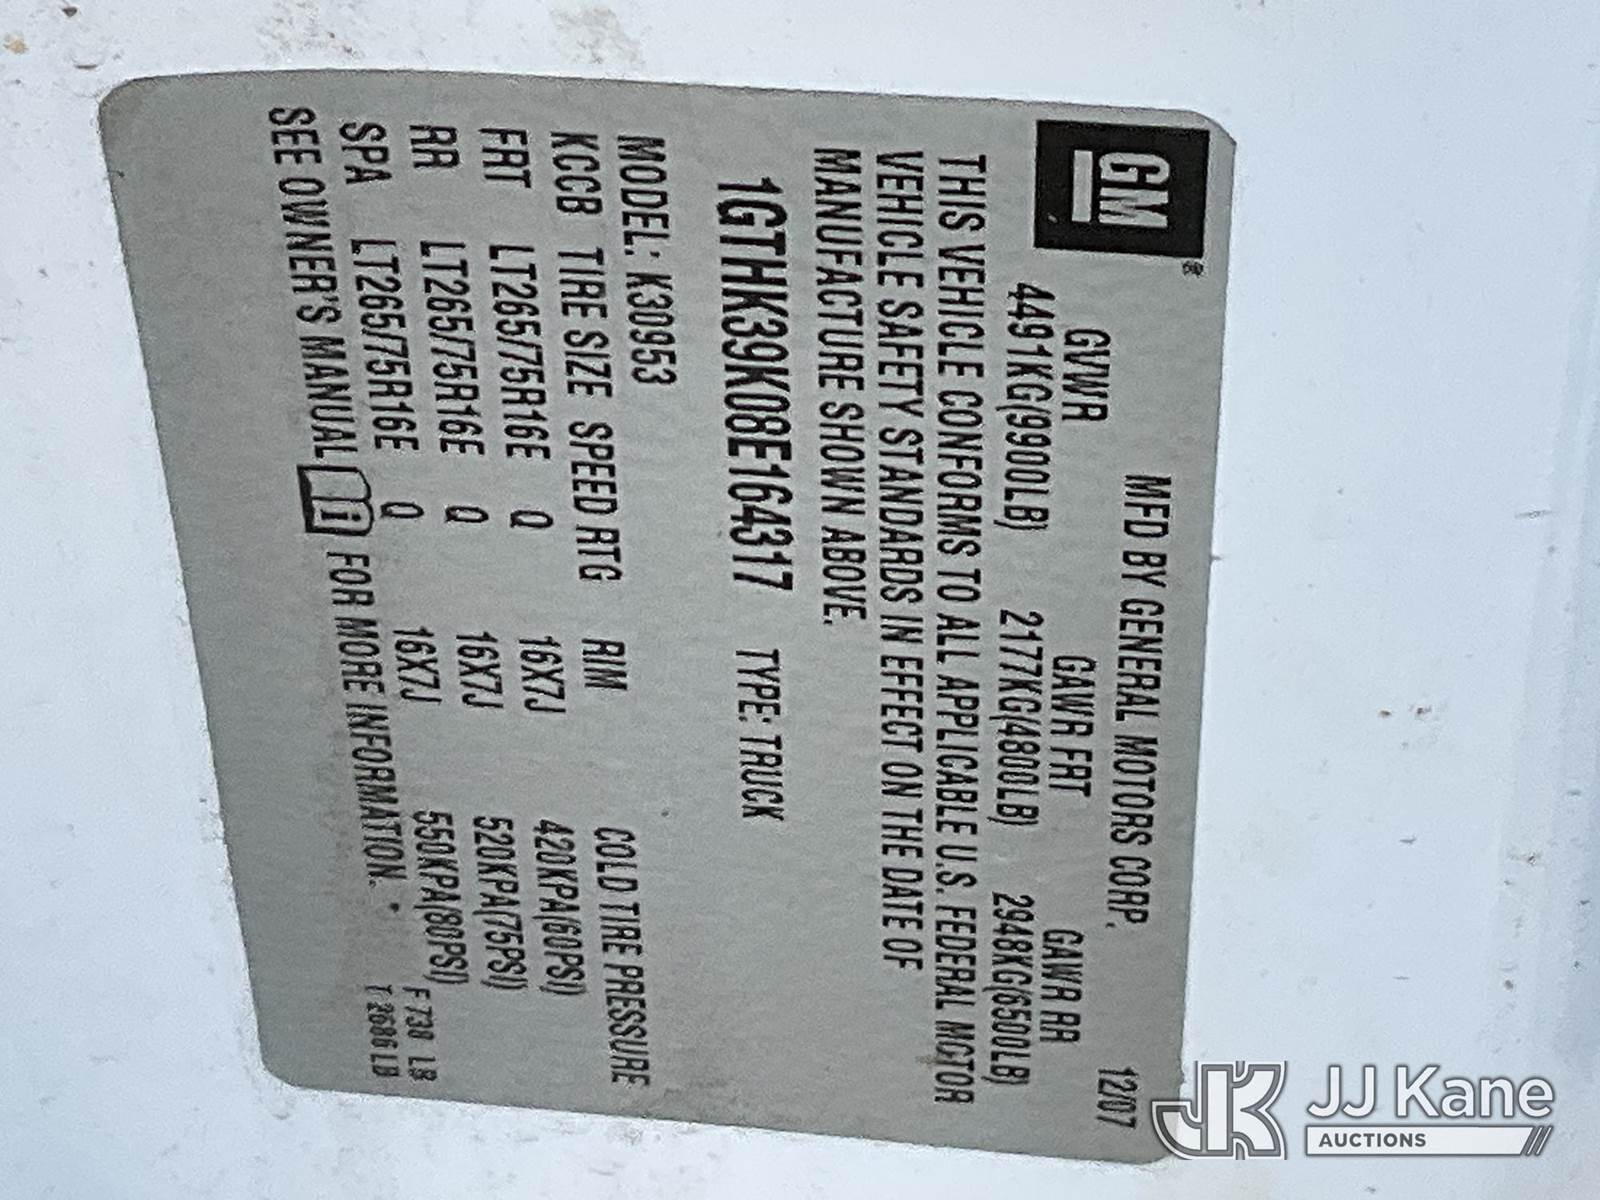 GM®
MFD BY GENERAL MOTORS CORP. 12/07
GVWR GAWR FRT GAWR RR
4491KG(9900LB) 2177KG(4800LB) 2948KG(6500LB)
THIS VEHICLE CONFORMS TO ALL APPLICABLE U.S. FEDERAL MOTOR
VEHICLE SAFETY STANDARDS IN EFFECT ON THE DATE OF
MANUFACTURE SHOWN ABOVE.
1GTHK39K08E164317 TYPE: TRUCK
MODEL: K30953
KCCB TIRE SIZE SPEED RTG RIM COLD TIRE PRESSURE
FRT LT265/75R16E Q 16X7J 420KPA(60PSI)
RR LT265/75R16E Q 16X7J 520KPA(75PSI)
SPA LT265/75R16E Q 16X7J 550KPA(80PSI) F 738 LB
SEE OWNER'S MANUAL i FOR MORE INFORMATION. * T 2686 LB
JK JJ Kane
AUCTIONS